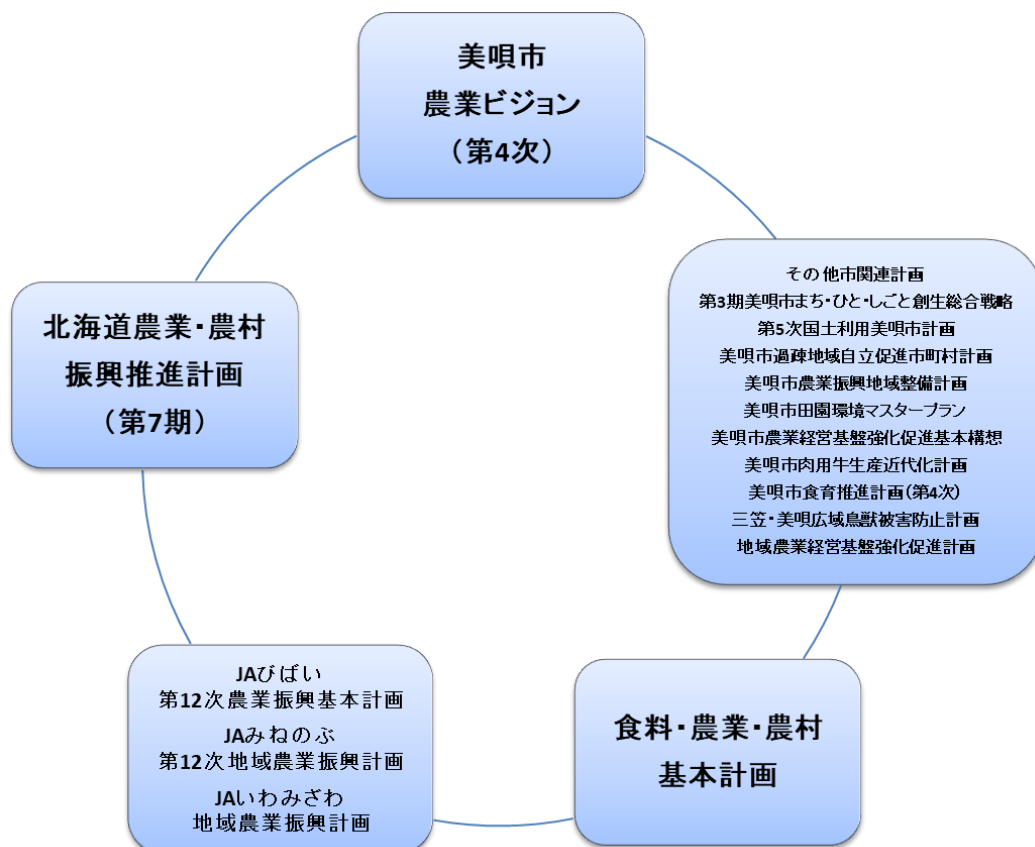 美唄市
農業ビジョン
（第4次）
その他市関連計画
第3期美唄市まち・ひと・しごと創生総合戦略
第5次国土利用美唄市計画
美唄市過疎地域自立促進市町村計画
美唄市農業振興地域整備計画
美唄市田園環境マスタープラン
美唄市農業経営基盤強化促進基本構想
美唄市肉用牛生産近代化計画
美唄市食育推進計画（第4次）
三笠・美唄広域鳥獣被害防止計画
地域農業経営基盤強化促進計画
北海道農業・農村
振興推進計画
（第7期）
JAびばい
第12次農業振興基本計画
JAみねのぶ
第12次地域農業振興計画
JAいわみざわ
地域農業振興計画
食料・農業・農村
基本計画